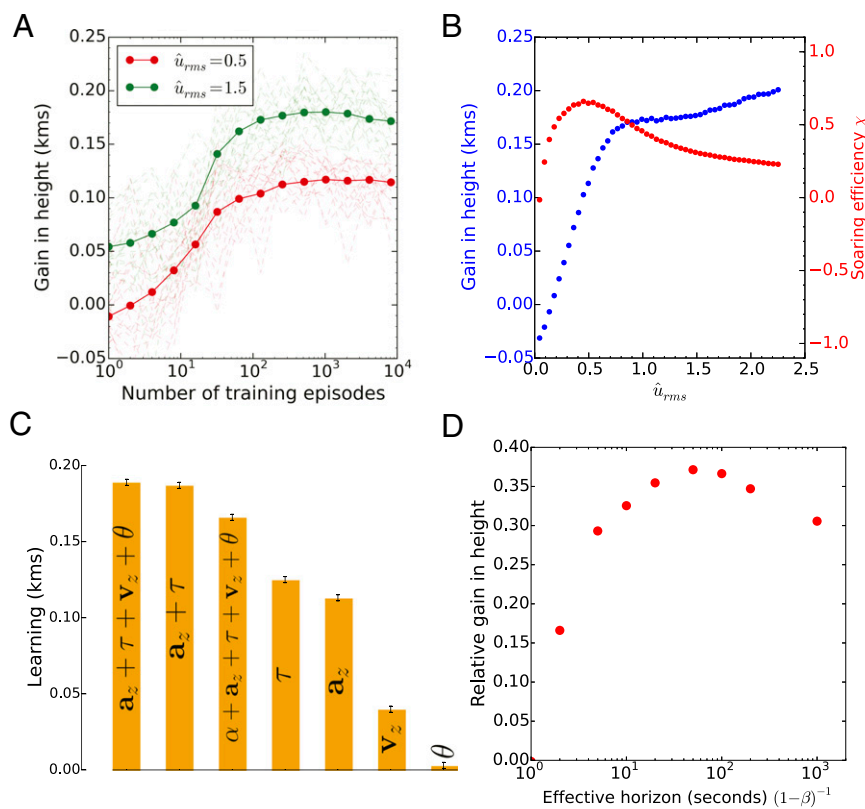 A
Gain in height (kms)
0.25
0.20
0.15
0.10
0.05
0.00
−0.05
û_rms=0.5
û_rms=1.5
10^0
10^1
10^2
10^3
10^4
Number of training episodes
B
Gain in height (kms)
0.25
0.20
0.15
0.10
0.05
0.00
−0.05
0.0
0.5
1.0
1.5
2.0
2.5
û_rms
1.0
0.5
0.0
−0.5
−1.0
Soaring efficiency χ
C
Learning (kms)
0.20
0.15
0.10
0.05
0.00
a_z + τ + v_z + θ
a_z + τ
α + a_z + τ + v_z + θ
τ
a_z
v_z
θ
D
Relative gain in height
0.40
0.35
0.30
0.25
0.20
0.15
0.10
0.05
0.00
10^0
10^1
10^2
10^3
Effective horizon (seconds) (1−β)^−1